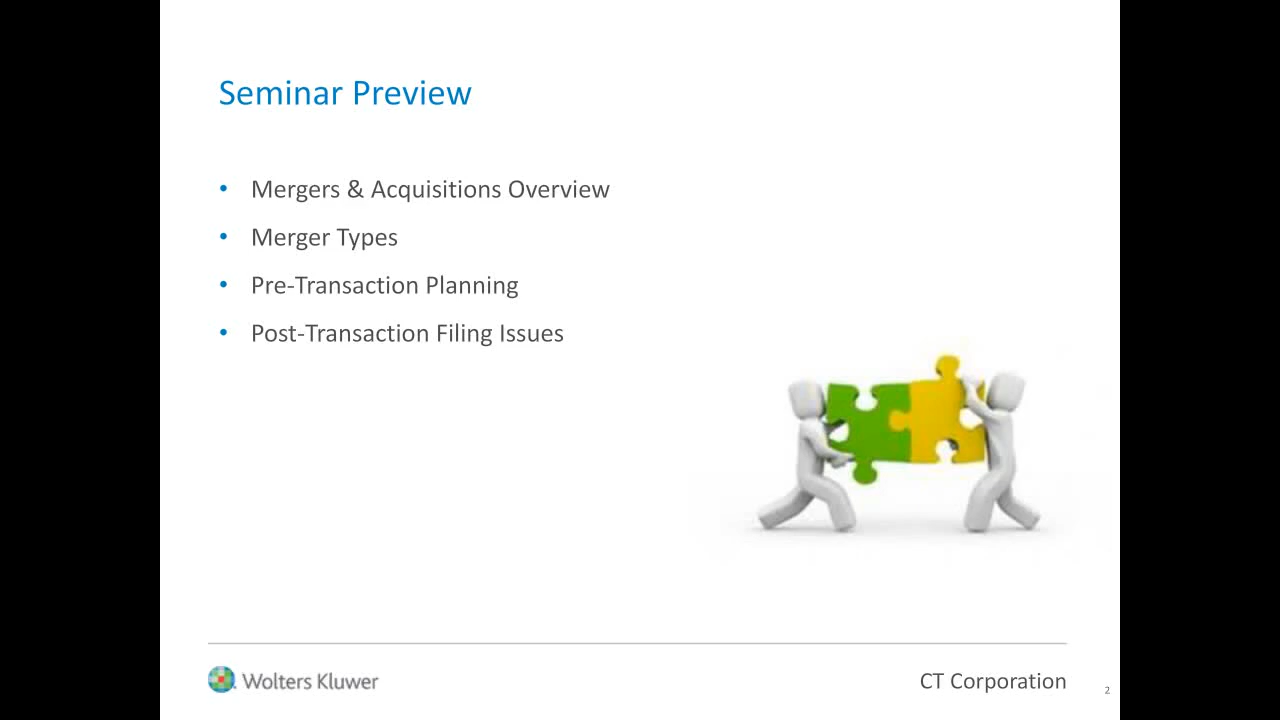 Seminar Preview
• Mergers & Acquisitions Overview
• Merger Types
• Pre-Transaction Planning
• Post-Transaction Filing Issues
Wolters Kluwer
CT Corporation
2